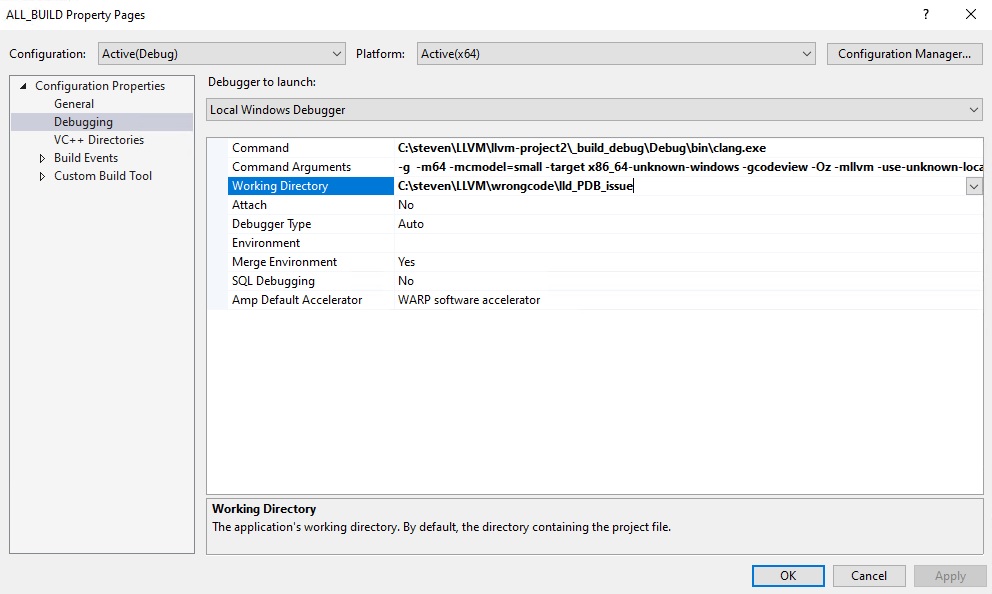 ALL_BUILD Property Pages
?
Configuration: Active(Debug) Platform: Active(x64) Configuration Manager...
Configuration Properties
General
Debugging
VC++ Directories
Build Events
Custom Build Tool
Debugger to launch:
Local Windows Debugger
Command C:\steven\LLVM\llvm-project2\_build_debug\Debug\bin\clang.exe
Command Arguments -g -m64 -mcmodel=small -target x86_64-unknown-windows -gcodeview -Oz -mllvm -use-unknown-loca
Working Directory C:\steven\LLVM\wrongcode\lld_PDB_issue
Attach No
Debugger Type Auto
Environment
Merge Environment Yes
SQL Debugging No
Amp Default Accelerator WARP software accelerator
Working Directory
The application's working directory. By default, the directory containing the project file.
OK Cancel Apply